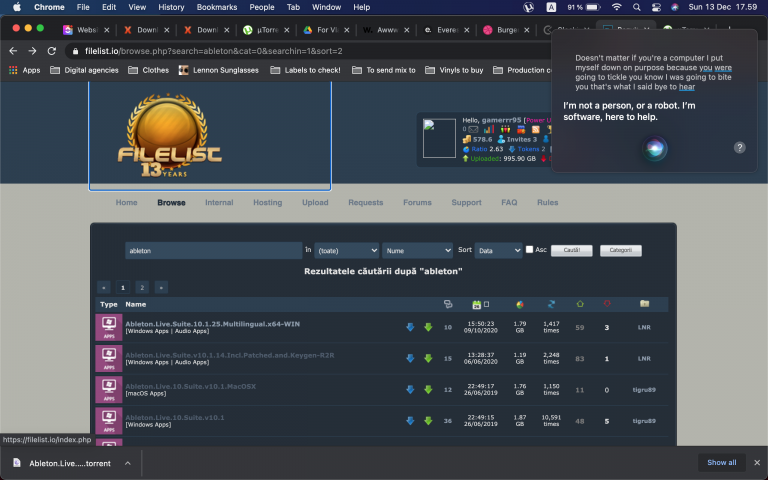 Chrome File Edit View History Bookmarks People Tab Window Help A 91% Sun 13 Dec 17.59
Websi Downl Downl µTorre For Vl Aww Everes Burge
filelist.io/browse.php?search=ableton&cat=0&searchin=1&sort=2
Apps Digital agencies Clothes Lennon Sunglasses Labels to check! To send mix to Vinyls to buy Production co
Doesn't matter if you're a computer I put
myself down on purpose because you were
going to tickle you know I was going to bite
you that's what I said bye to hear
I'm not a person, or a robot. I'm
software, here to help.
?
FILELIST
13 YEARS
Hello, gamerrr95 [Power U
0
578.6 Invites 3
Ratio 2.63 Tokens 2
Uploaded: 995.90 GB
Home Browse Internal Hosting Upload Requests Forums Support FAQ Rules
ableton în (toate) Nume Sort Data Asc Caută! Categorii
Rezultatele căutării după "ableton"
« 1 2 »
Type Name
APPS Ableton.Live.Suite.10.1.25.Multilingual.x64-WIN 10 15:50:23 1.79 1,417 59 3 LNR
[Windows Apps | Audio Apps] 09/10/2020 GB times
APPS Ableton.Live.Suite.v10.1.14.Incl.Patched.and.Keygen-R2R 15 13:28:37 1.19 2,248 83 1 LNR
[Windows Apps | Audio Apps] 06/06/2020 GB times
APPS Ableton.Live.10.Suite.v10.1.MacOSX 12 22:49:17 1.76 1,150 11 0 tigru89
[macOS Apps] 26/06/2019 GB times
APPS Ableton.Live.10.Suite.v10.1 36 22:49:15 1.87 10,591 48 5 tigru89
[Windows Apps] 26/06/2019 GB times
https://filelist.io/index.php
Ableton.Live.....torrent Show all